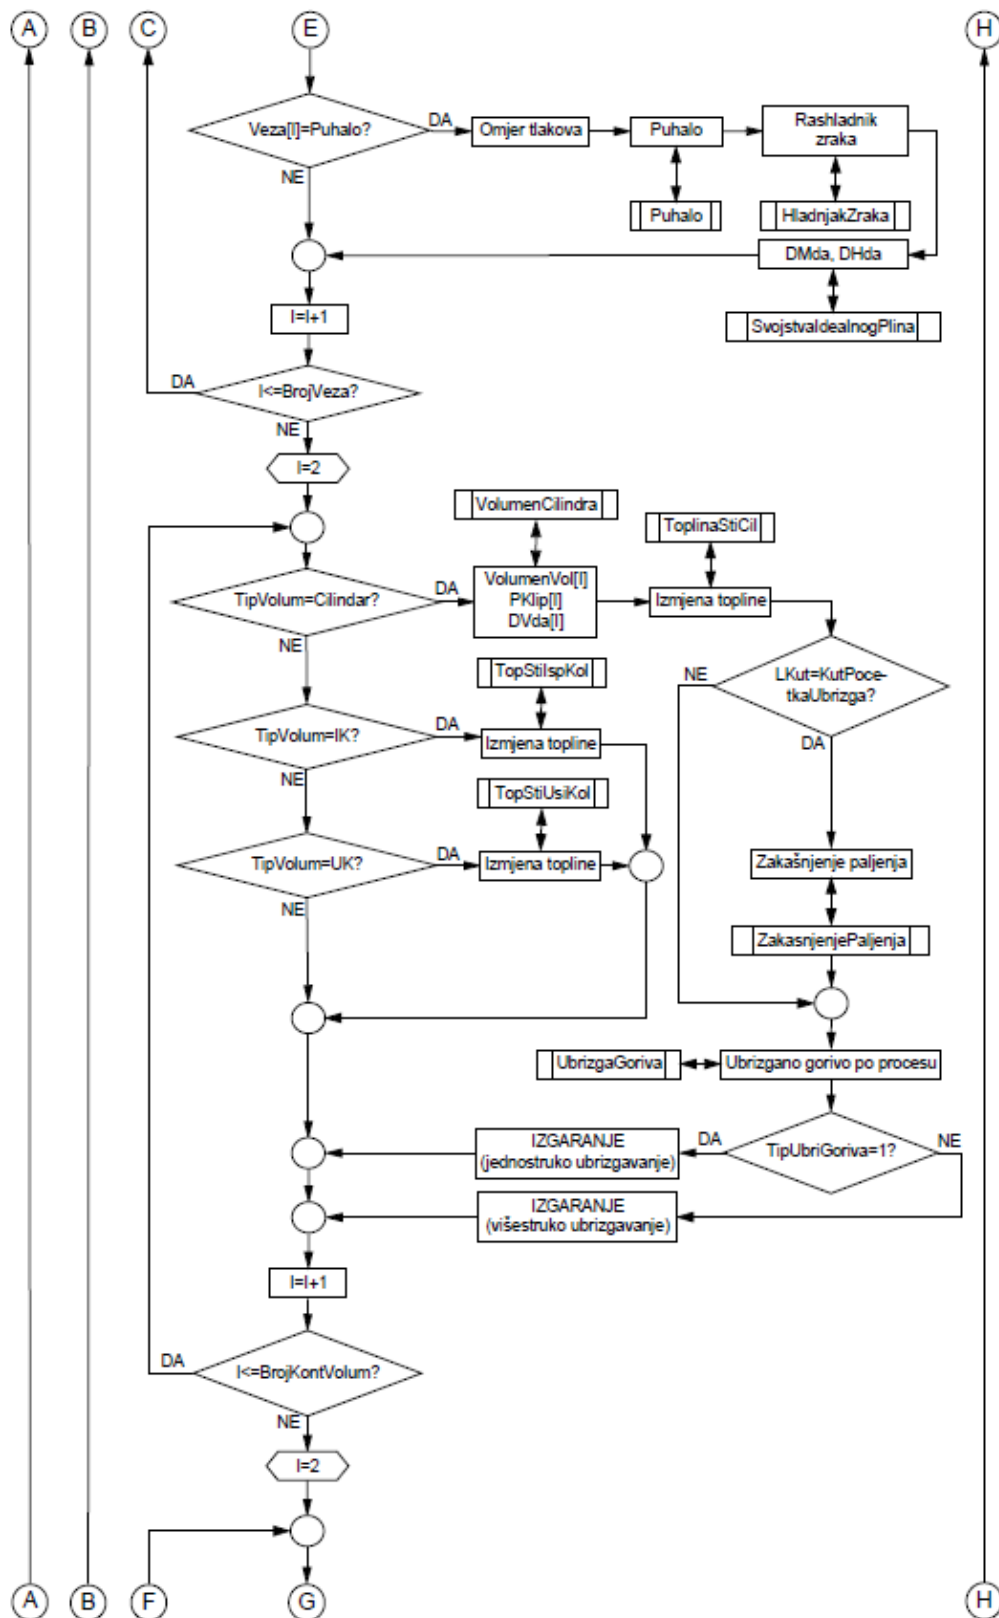 A
B
C
E
H
Veza[I]=Puhalo?
DA
NE
Omjer tlakova
Puhalo
Rashladnik
zraka
Puhalo
HladnjakZraka
DMda, DHda
SvojstvaIdealnogPlina
I=I+1
I<=BrojVeza?
DA
NE
I=2
VolumenCilindra
ToplinaStiCil
TipVolum=Cilindar?
DA
NE
VolumenVol[I]
PKlip[I]
DVda[I]
Izmjena topline
LKut=KutPoce-
tkaUbrizga?
NE
DA
TopStiIspKol
TipVolum=IK?
DA
NE
Izmjena topline
TopStiUsiKol
TipVolum=UK?
DA
NE
Izmjena topline
Zakašnjenje paljenja
ZakasnjenjePaljenja
UbrizgaGoriva
Ubrizgano gorivo po procesu
TipUbriGoriva=1?
DA
NE
IZGARANJE
(jednostruko ubrizgavanje)
IZGARANJE
(višestruko ubrizgavanje)
I=I+1
I<=BrojKontVolum?
DA
NE
I=2
A
B
F
G
H